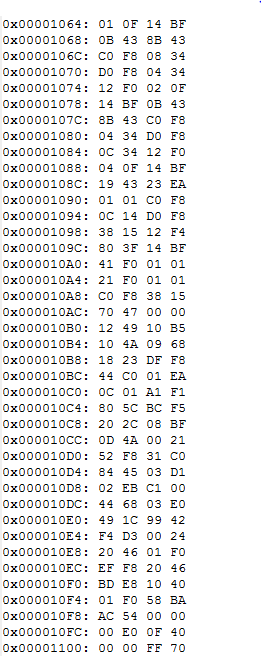 0x00001064: 01 0F 14 BF
0x00001068: 0B 43 8B 43
0x0000106C: C0 F8 08 34
0x00001070: D0 F8 04 34
0x00001074: 12 F0 02 0F
0x00001078: 14 BF 0B 43
0x0000107C: 8B 43 C0 F8
0x00001080: 04 34 D0 F8
0x00001084: 0C 34 12 F0
0x00001088: 04 0F 14 BF
0x0000108C: 19 43 23 EA
0x00001090: 01 01 C0 F8
0x00001094: 0C 14 D0 F8
0x00001098: 38 15 12 F4
0x0000109C: 80 3F 14 BF
0x000010A0: 41 F0 01 01
0x000010A4: 21 F0 01 01
0x000010A8: C0 F8 38 15
0x000010AC: 70 47 00 00
0x000010B0: 12 49 10 B5
0x000010B4: 10 4A 09 68
0x000010B8: 18 23 DF F8
0x000010BC: 44 C0 01 EA
0x000010C0: 0C 01 A1 F1
0x000010C4: 80 5C BC F5
0x000010C8: 20 2C 08 BF
0x000010CC: 0D 4A 00 21
0x000010D0: 52 F8 31 C0
0x000010D4: 84 45 03 D1
0x000010D8: 02 EB C1 00
0x000010DC: 44 68 03 E0
0x000010E0: 49 1C 99 42
0x000010E4: F4 D3 00 24
0x000010E8: 20 46 01 F0
0x000010EC: EF F8 20 46
0x000010F0: BD E8 10 40
0x000010F4: 01 F0 58 BA
0x000010F8: AC 54 00 00
0x000010FC: 00 E0 0F 40
0x00001100: 00 00 FF 70